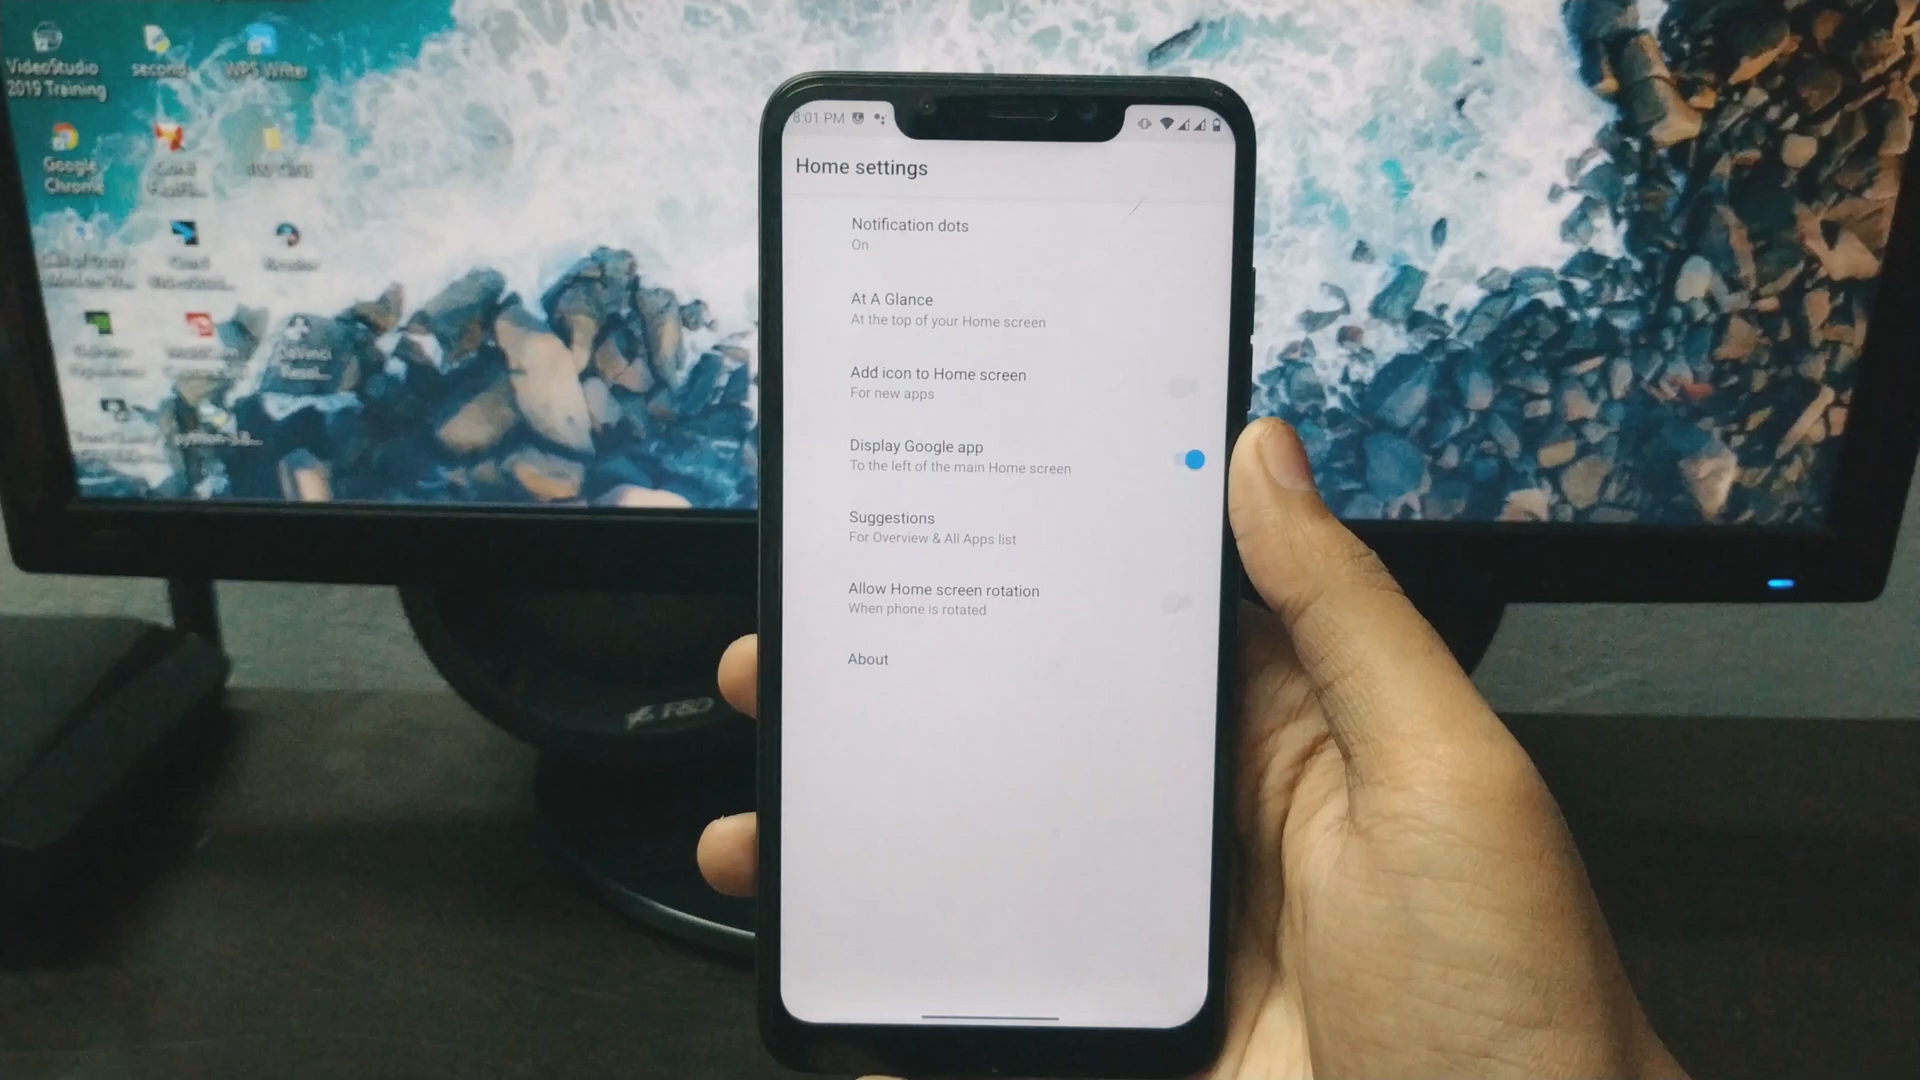 VideoStudio
2019 Training
second
WPS Writer
Google
Chrome
8:01 PM
Home settings
Notification dots
On
At A Glance
At the top of your Home screen
Add icon to Home screen
For new apps
Display Google app
To the left of the main Home screen
Suggestions
For Overview & All Apps list
Allow Home screen rotation
When phone is rotated
About
F&D